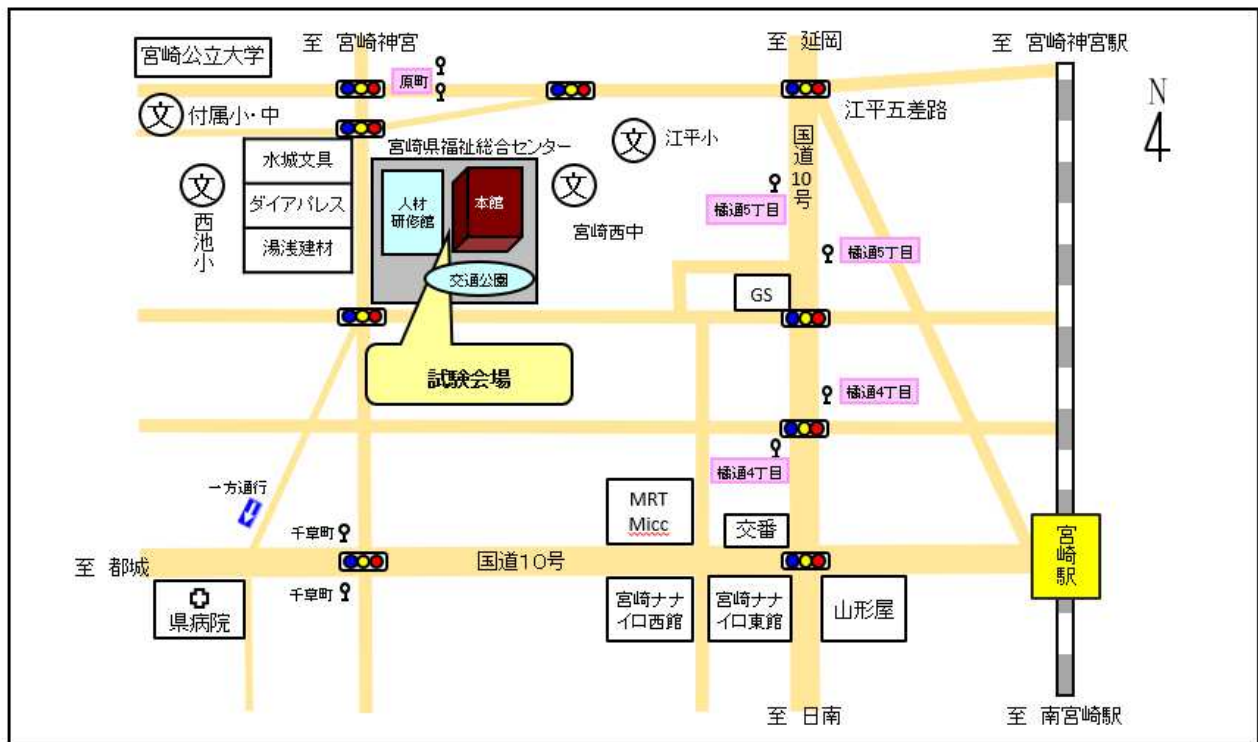 至 宮崎神宮
至 延岡
至 宮崎神宮駅
宮崎公立大学
原町
N
付属小・中
江平五差路
宮崎県福祉総合センター
江平小
国道10号
水城文具
文
文
文
文
ダイアパレス
人材
研修館
本館
橘通5丁目
西池小
宮崎西中
湯浅建材
橘通5丁目
交通公園
GS
試験会場
橘通4丁目
橘通4丁目
一方通行
MRT
Micc
千草町
交番
宮崎駅
至 都城
国道10号
千草町
県病院
宮崎ナナ
イロ西館
宮崎ナナ
イロ東館
山形屋
至 日南
至 南宮崎駅